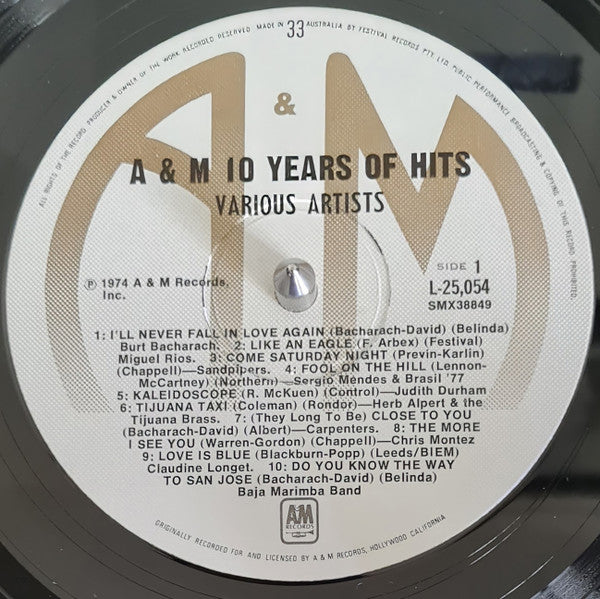 ALL RIGHTS OF THE RECORD PRODUCER & OWNER OF THE WORK RECORDED RESERVED. MADE IN 33 AUSTRALIA BY FESTIVAL RECORDS PTY. LTD. PUBLIC PERFORMANCE BROADCASTING & COPYING OF THIS RECORD PROHIBITED.
A & M
A & M 10 YEARS OF HITS
VARIOUS ARTISTS
℗ 1974 A & M Records,
Inc.
SIDE 1
L-25,054
SMX38849
1: I'LL NEVER FALL IN LOVE AGAIN (Bacharach-David) (Belinda)
Burt Bacharach. 2: LIKE AN EAGLE (F. Arbex) (Festival)
Miguel Rios. 3: COME SATURDAY NIGHT (Previn-Karlin)
(Chappell)—Sandpipers. 4: FOOL ON THE HILL (Lennon-
McCartney) (Northern)—Sergio Mendes & Brasil '77
5: KALEIDOSCOPE (R. McKuen) (Control)—Judith Durham
6: TIJUANA TAXI (Coleman) (Rondor)—Herb Alpert & the
Tijuana Brass. 7: (They Long To Be) CLOSE TO YOU
(Bacharach-David) (Albert)—Carpenters. 8: THE MORE
I SEE YOU (Warren-Gordon) (Chappell)—Chris Montez
9: LOVE IS BLUE (Blackburn-Popp) (Leeds/BIEM)
Claudine Longet. 10: DO YOU KNOW THE WAY
TO SAN JOSE (Bacharach-David) (Belinda)
Baja Marimba Band
A&M
RECORDS
ORIGINALLY RECORDED FOR AND LICENSED BY A & M RECORDS, HOLLYWOOD CALIFORNIA